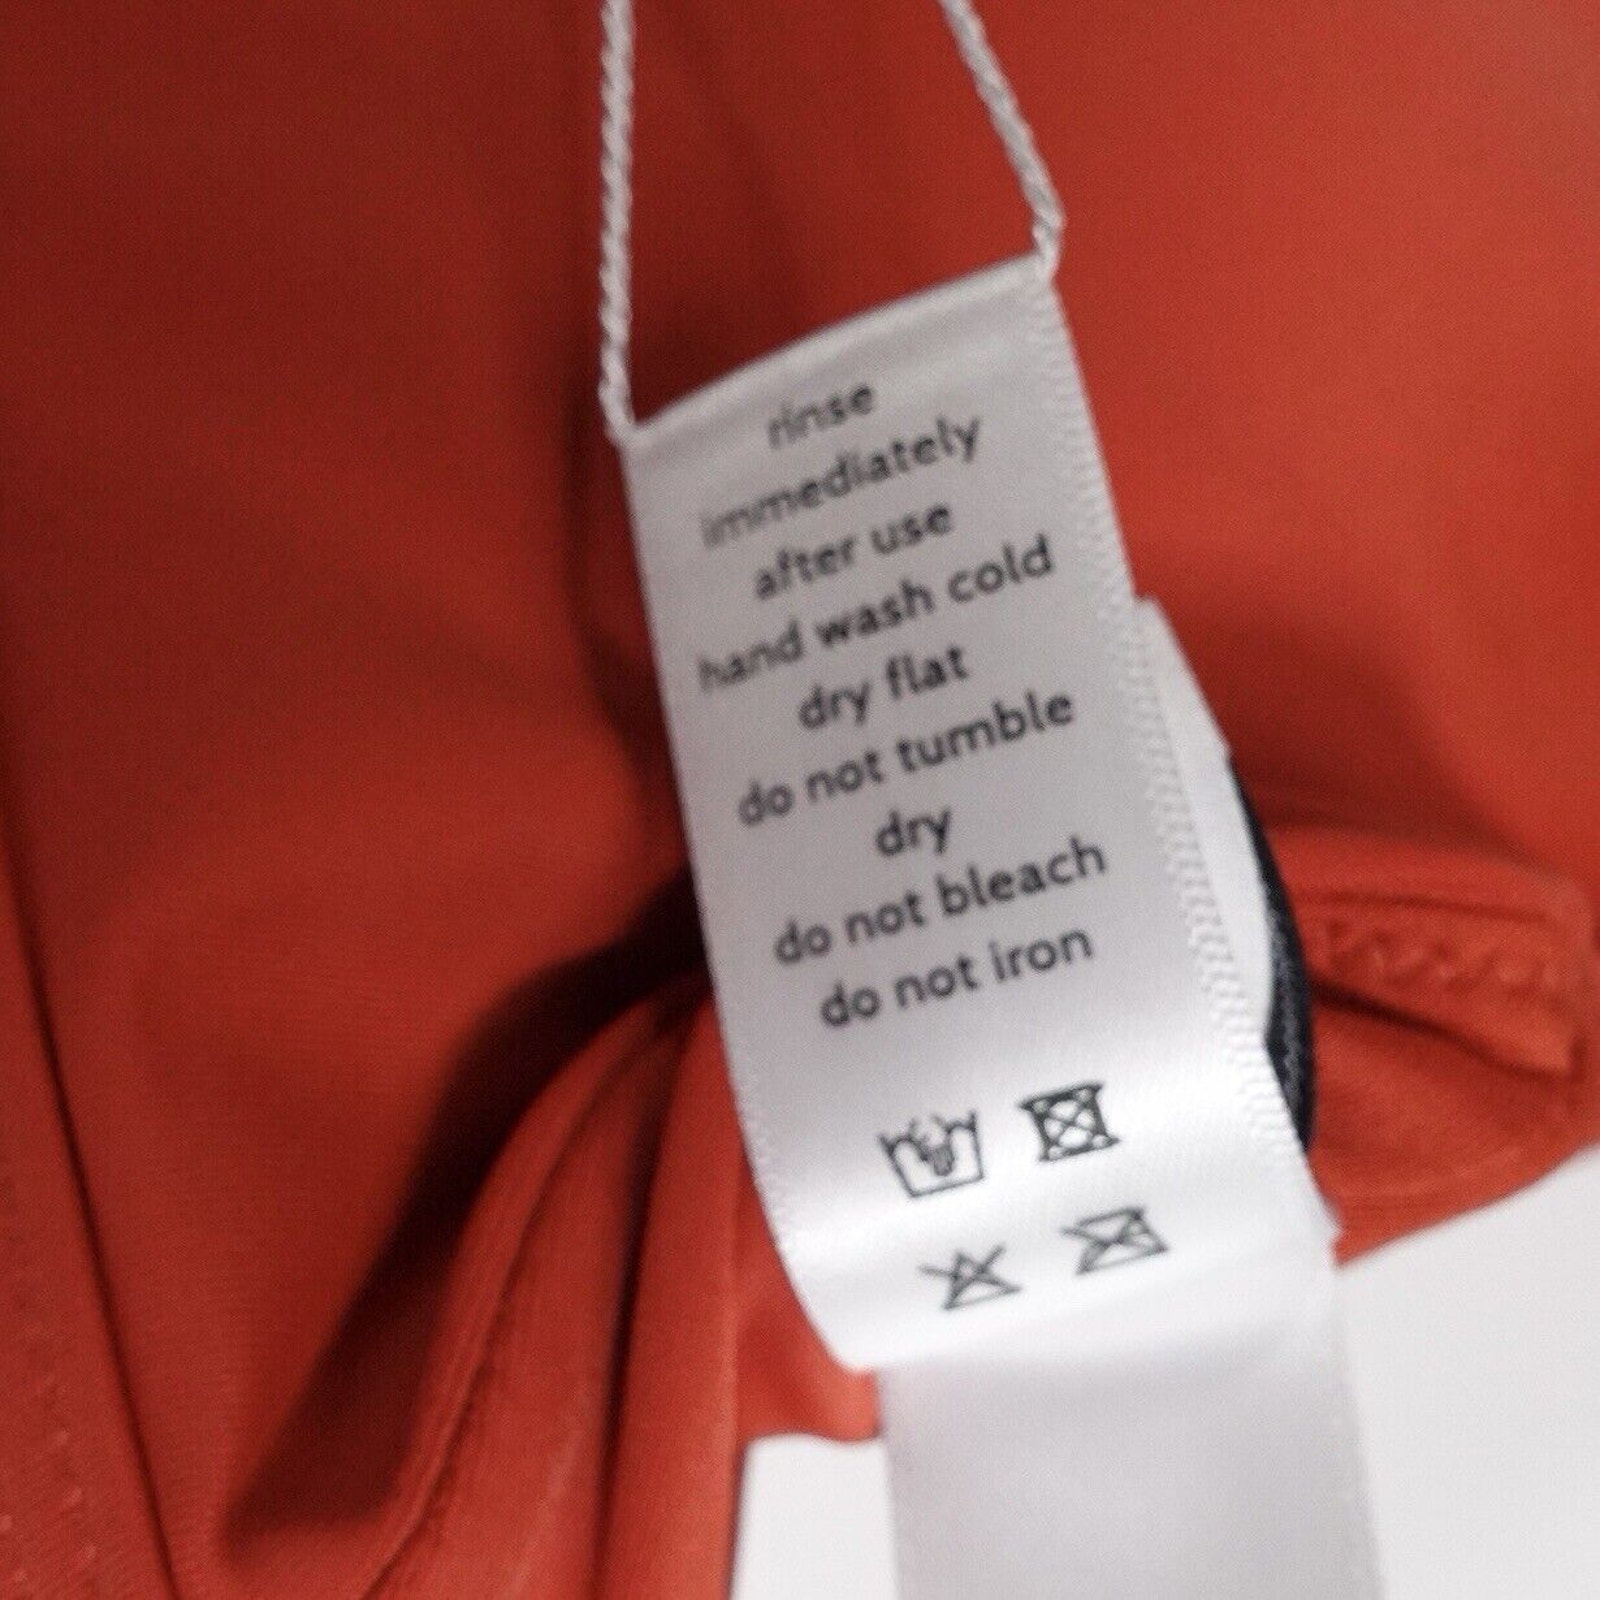 rinse
immediately
after use
hand wash cold
dry flat
do not tumble
dry
do not bleach
do not iron